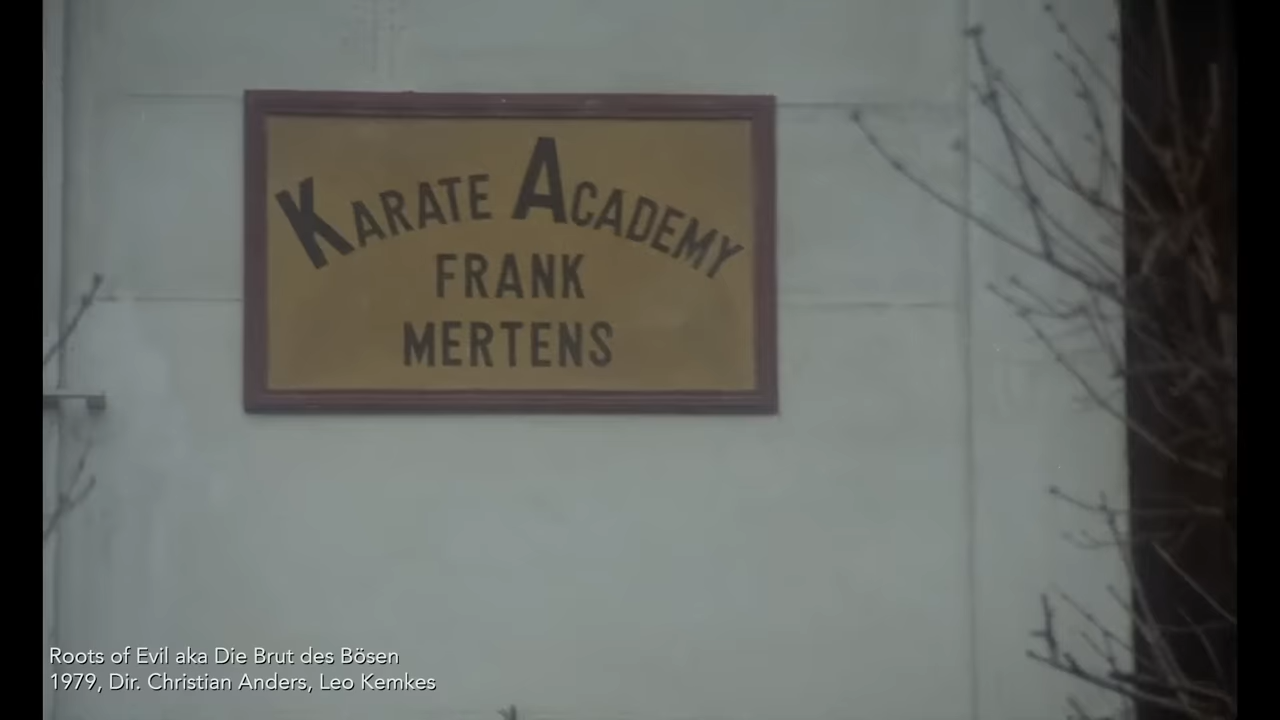 KARATE ACADEMY
FRANK
MERTENS
Roots of Evil aka Die Brut des Bösen
1979, Dir. Christian Anders, Leo Kemkes